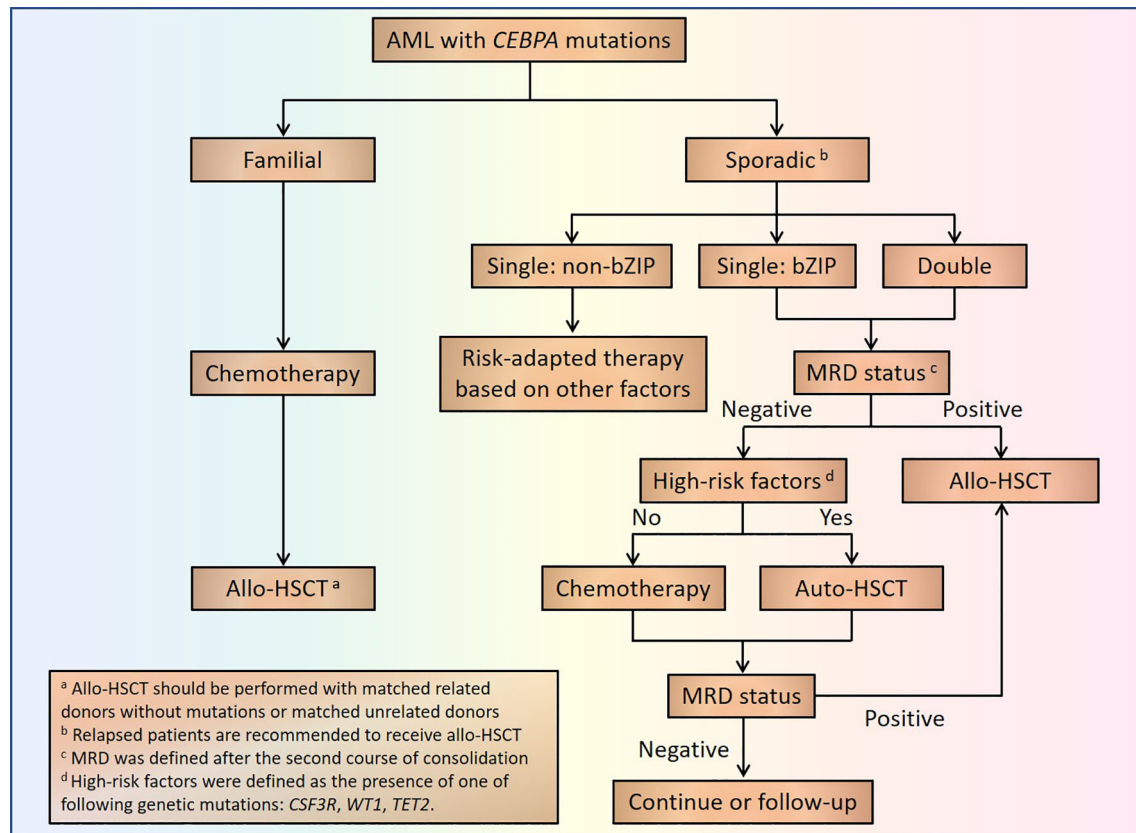 AML with CEBPA mutations
Familial
Sporadic b
Single: non-bZIP
Single: bZIP
Double
Chemotherapy
Risk-adapted therapy
based on other factors
MRD status c
Negative
Positive
High-risk factors d
Allo-HSCT
No
Yes
Allo-HSCT a
Chemotherapy
Auto-HSCT
MRD status
Positive
Negative
Continue or follow-up
a Allo-HSCT should be performed with matched related
donors without mutations or matched unrelated donors
b Relapsed patients are recommended to receive allo-HSCT
c MRD was defined after the second course of consolidation
d High-risk factors were defined as the presence of one of
following genetic mutations: CSF3R, WT1, TET2.